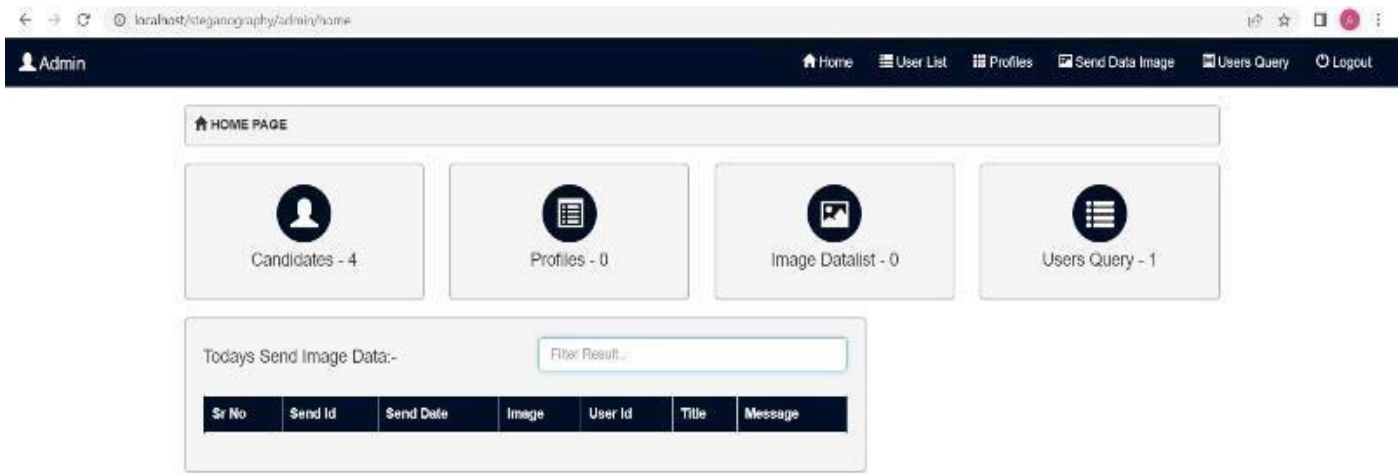 localhost/steganography/admin/home
A
Admin
Home User List Profiles Send Data Image Users Query Logout
HOME PAGE
Candidates - 4 Profiles - 0 Image Datalist - 0 Users Query - 1
Todays Send Image Data:- Filter Result...
Sr No Send Id Send Date Image User Id Title Message